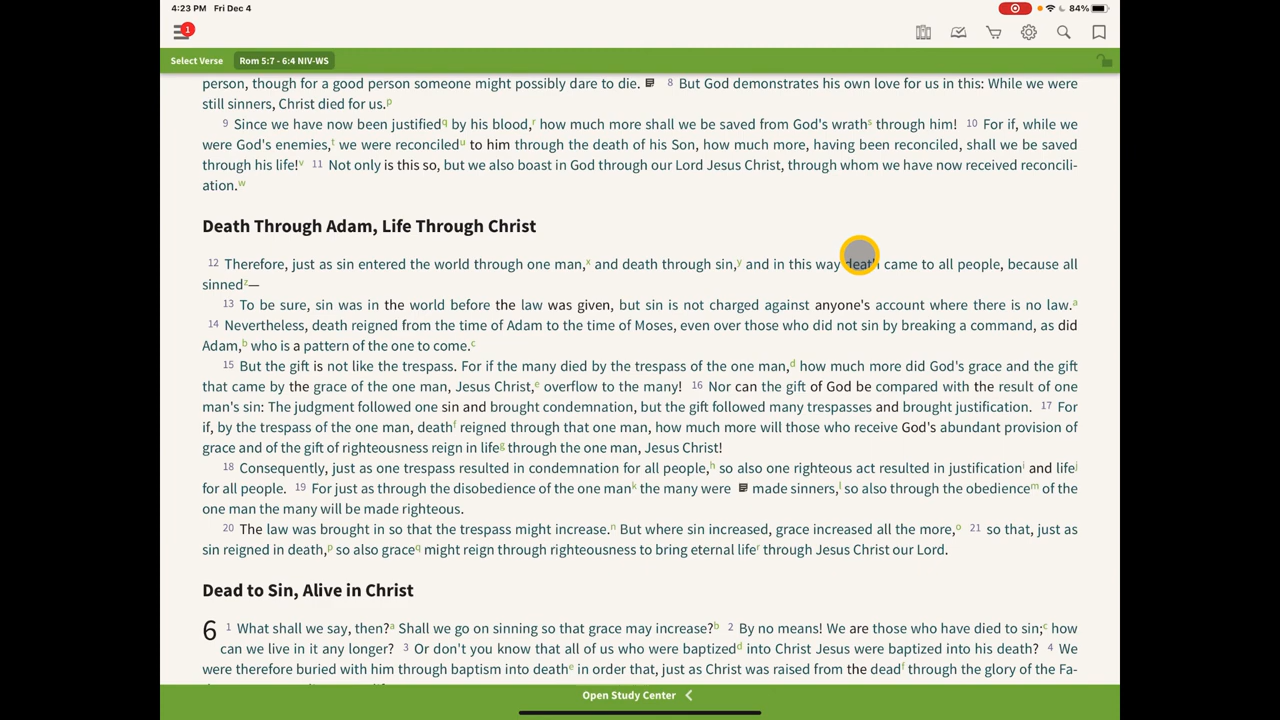 4:23 PM Fri Dec 4 84%
1
Select Verse Rom 5:7 - 6:4 NIV-WS
person, though for a good person someone might possibly dare to die. 8 But God demonstrates his own love for us in this: While we were
still sinners, Christ died for us.p
9 Since we have now been justifiedq by his blood,r how much more shall we be saved from God's wraths through him! 10 For if, while we
were God's enemies,t we were reconciledu to him through the death of his Son, how much more, having been reconciled, shall we be saved
through his life!v 11 Not only is this so, but we also boast in God through our Lord Jesus Christ, through whom we have now received reconcili-
ation.w
Death Through Adam, Life Through Christ
12 Therefore, just as sin entered the world through one man,x and death through sin,y and in this way death came to all people, because all
sinnedz—
13 To be sure, sin was in the world before the law was given, but sin is not charged against anyone's account where there is no law.a
14 Nevertheless, death reigned from the time of Adam to the time of Moses, even over those who did not sin by breaking a command, as did
Adam,b who is a pattern of the one to come.c
15 But the gift is not like the trespass. For if the many died by the trespass of the one man,d how much more did God's grace and the gift
that came by the grace of the one man, Jesus Christ,e overflow to the many! 16 Nor can the gift of God be compared with the result of one
man's sin: The judgment followed one sin and brought condemnation, but the gift followed many trespasses and brought justification. 17 For
if, by the trespass of the one man, deathf reigned through that one man, how much more will those who receive God's abundant provision of
grace and of the gift of righteousness reign in lifeg through the one man, Jesus Christ!
18 Consequently, just as one trespass resulted in condemnation for all people,h so also one righteous act resulted in justificationi and lifej
for all people. 19 For just as through the disobedience of the one mank the many were made sinners,l so also through the obediencem of the
one man the many will be made righteous.
20 The law was brought in so that the trespass might increase.n But where sin increased, grace increased all the more,o 21 so that, just as
sin reigned in death,p so also graceq might reign through righteousness to bring eternal lifer through Jesus Christ our Lord.
Dead to Sin, Alive in Christ
6 1 What shall we say, then?a Shall we go on sinning so that grace may increase?b 2 By no means! We are those who have died to sin;c how
can we live in it any longer? 3 Or don't you know that all of us who were baptizedd into Christ Jesus were baptized into his death? 4 We
were therefore buried with him through baptism into deathe in order that, just as Christ was raised from the deadf through the glory of the Fa-
Open Study Center